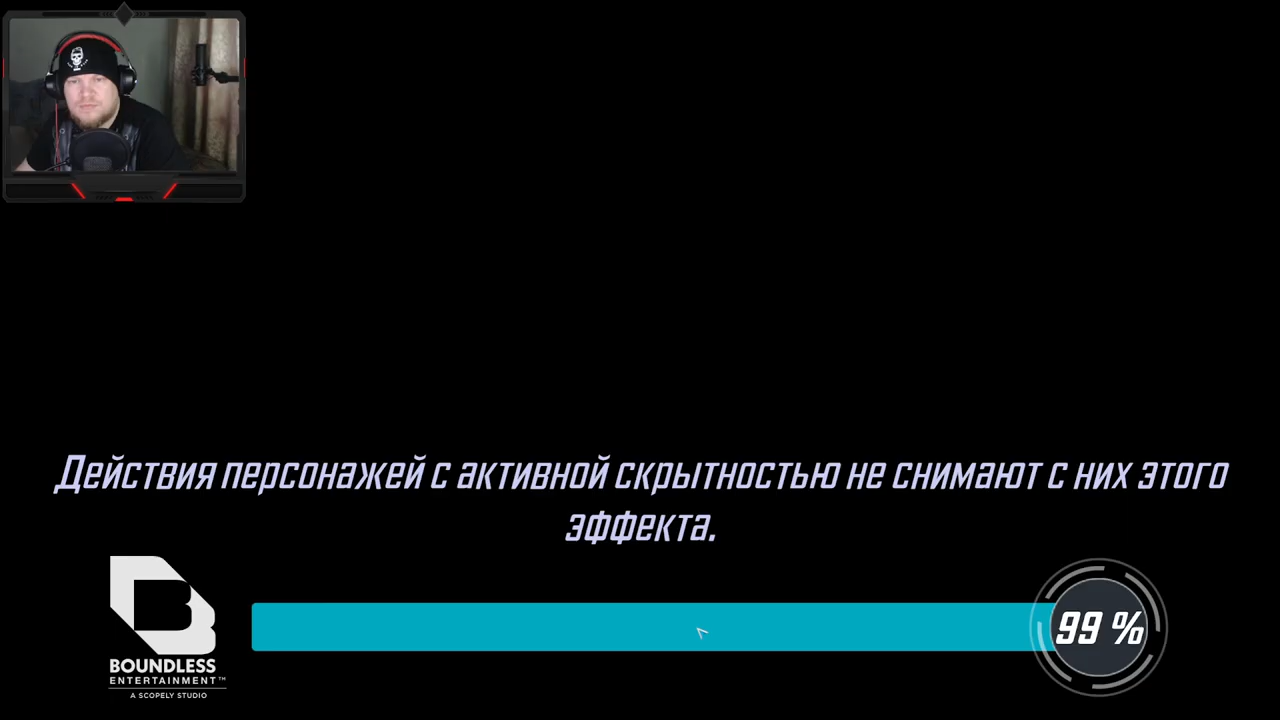 Действия персонажей с активной скрытностью не снимают с них этого
эффекта.
99 %
BOUNDLESS
ENTERTAINMENT™
A SCOPELY STUDIO